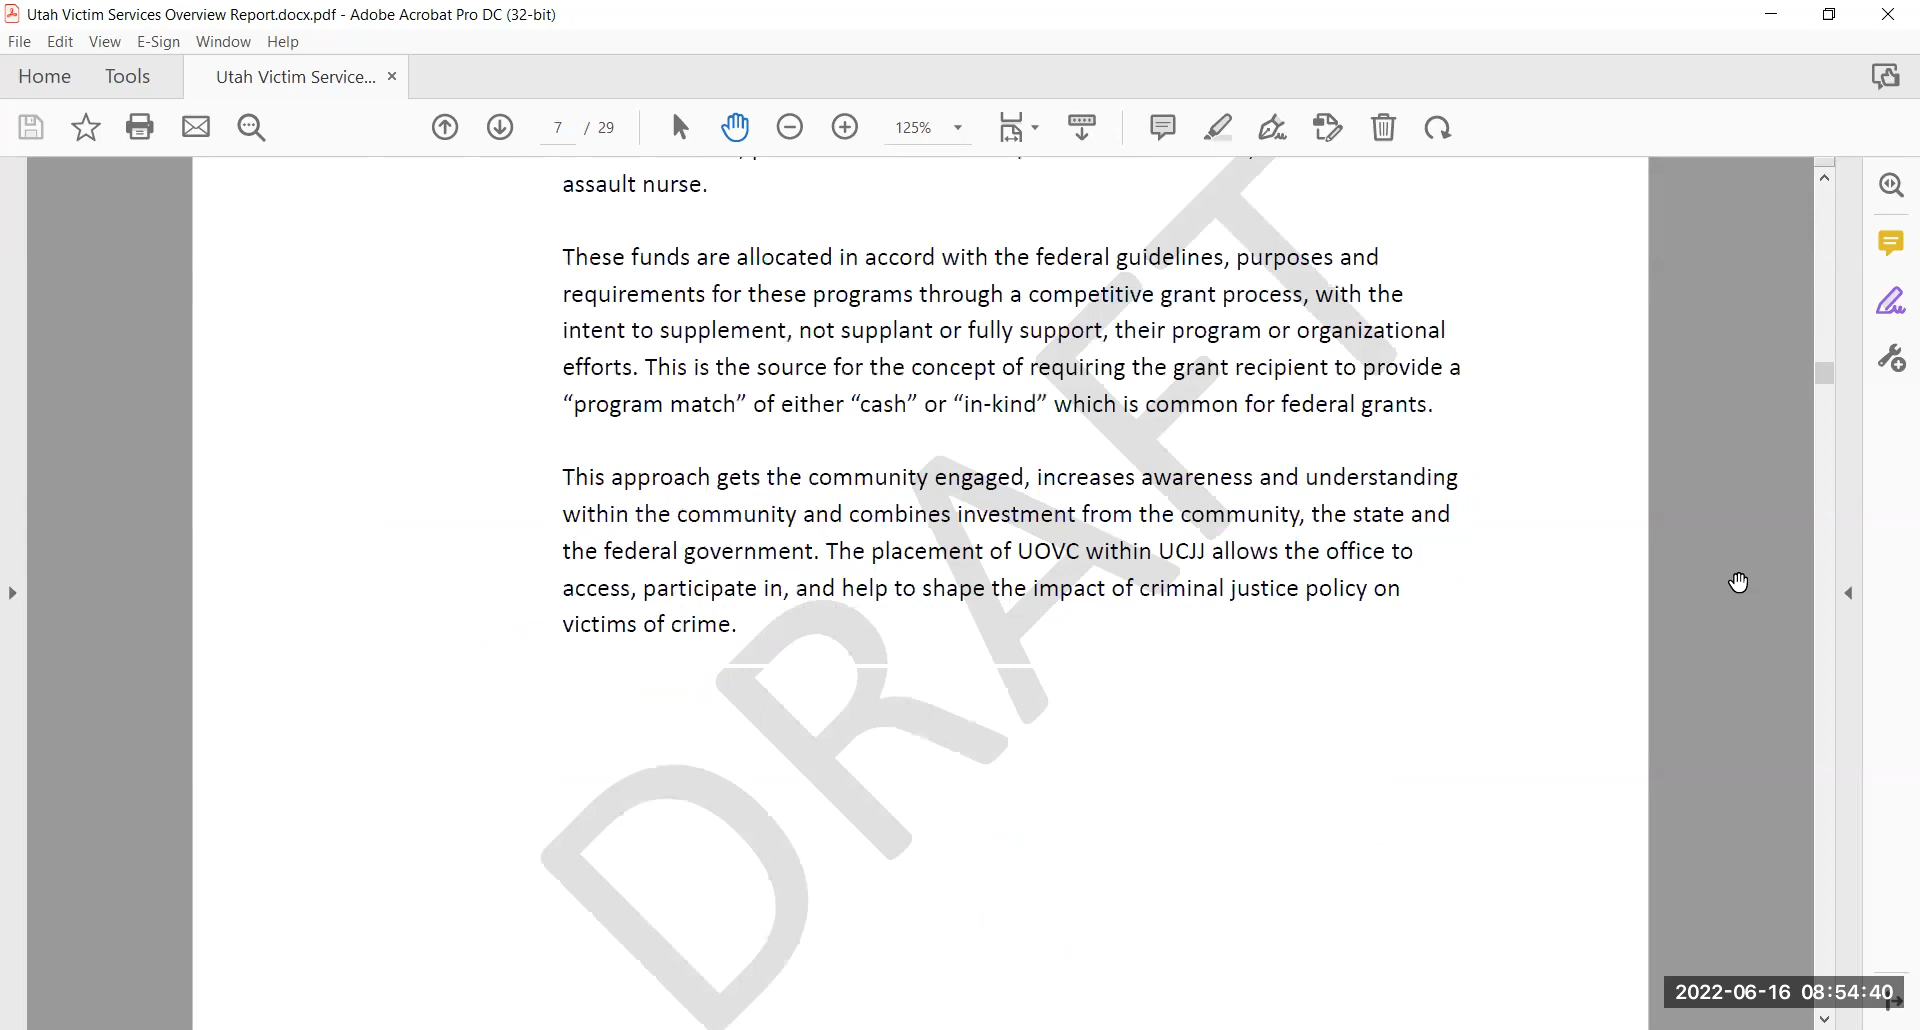 Utah Victim Services Overview Report.docx.pdf - Adobe Acrobat Pro DC (32-bit)
File Edit View E-Sign Window Help
Home Tools Utah Victim Service... ×
7 / 29 125%
assault nurse.
These funds are allocated in accord with the federal guidelines, purposes and
requirements for these programs through a competitive grant process, with the
intent to supplement, not supplant or fully support, their program or organizational
efforts. This is the source for the concept of requiring the grant recipient to provide a
“program match” of either “cash” or “in-kind” which is common for federal grants.
This approach gets the community engaged, increases awareness and understanding
within the community and combines investment from the community, the state and
the federal government. The placement of UOVC within UCJJ allows the office to
access, participate in, and help to shape the impact of criminal justice policy on
victims of crime.
DRAFT
2022-06-16 08:54:40